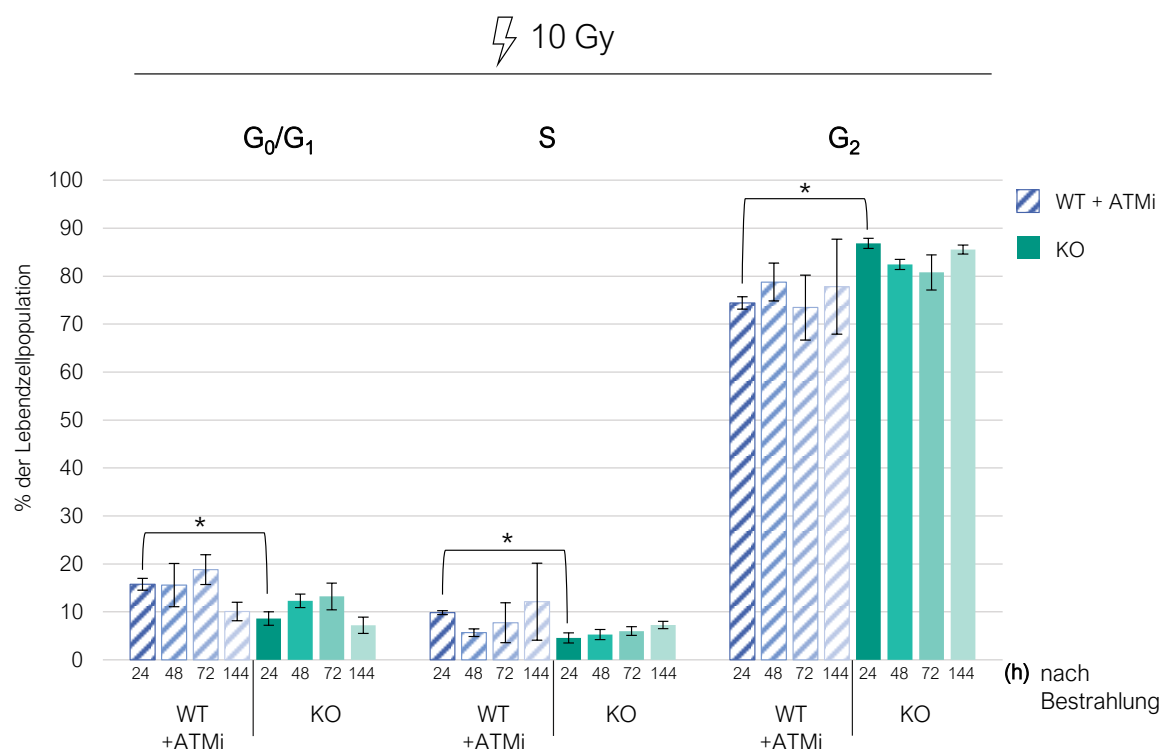 10 Gy
G₀/G₁ S G₂
100
90
80
70
60
50
40
30
20
10
0
% der Lebendzellpopulation
* * *
WT + ATMi
KO
24 48 72 144 24 48 72 144 24 48 72 144 24 48 72 144 24 48 72 144 24 48 72 144
(h) nach
Bestrahlung
WT
+ATMi
KO
WT
+ATMi
KO
WT
+ATMi
KO